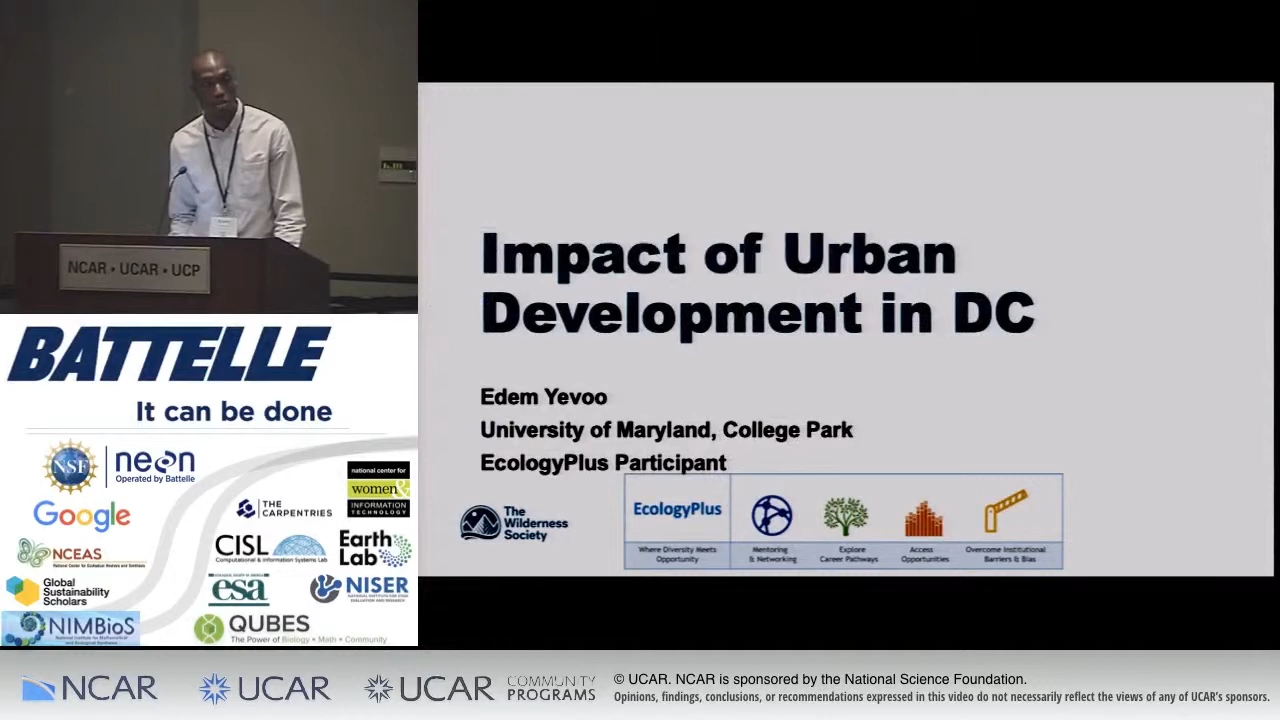 NCAR • UCAR • UCP
BATTELLE
It can be done
NSF
neon
Operated by Battelle
Google
THE CARPENTRIES
national center for
women&
INFORMATION
TECHNOLOGY
NCEAS
CISL
Computational & Information Systems Lab
Earth
Lab
Global
Sustainability
Scholars
esa
NISER
NIMBioS
QUBES
The Power of Biology • Math • Community
Impact of Urban
Development in DC
Edem Yevoo
University of Maryland, College Park
EcologyPlus Participant
The
Wilderness
Society
EcologyPlus
Where Diversity Meets
Opportunity
Mentoring
& Networking
Explore
Career Pathways
Access
Opportunities
Overcome Institutional
Barriers & Bias
NCAR
UCAR
UCAR
COMMUNITY
PROGRAMS
© UCAR. NCAR is sponsored by the National Science Foundation.
Opinions, findings, conclusions, or recommendations expressed in this video do not necessarily reflect the views of any of UCAR's sponsors.